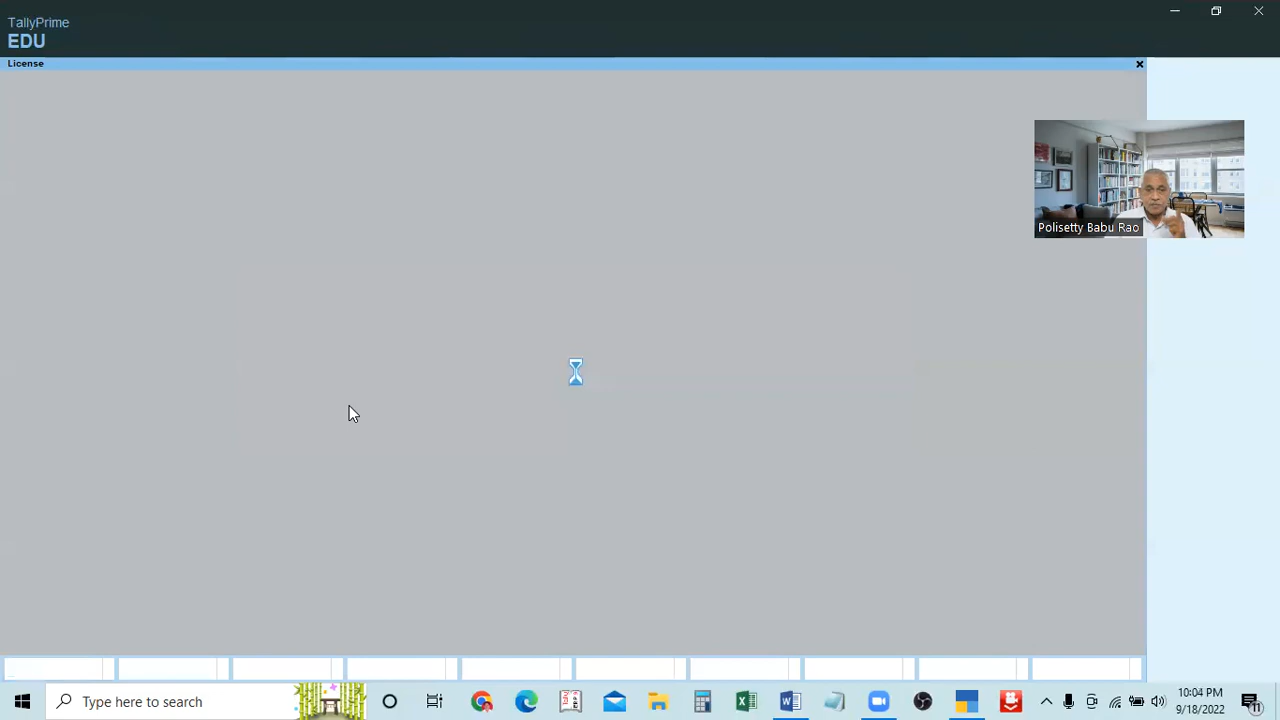 TallyPrime
EDU
License
Polisetty Babu Rao
Type here to search
10:04 PM
9/18/2022